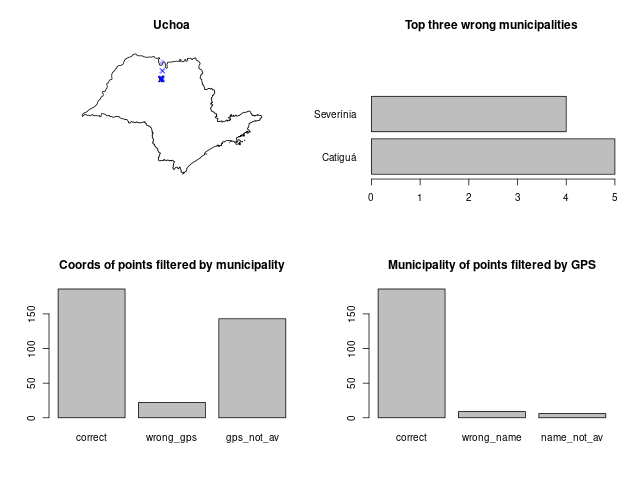 Uchoa
Top three wrong municipalities
Severínia
Catiguá
0 1 2 3 4 5
Coords of points filtered by municipality
150
100
50
0
correct wrong_gps gps_not_av
Municipality of points filtered by GPS
150
100
50
0
correct wrong_name name_not_av